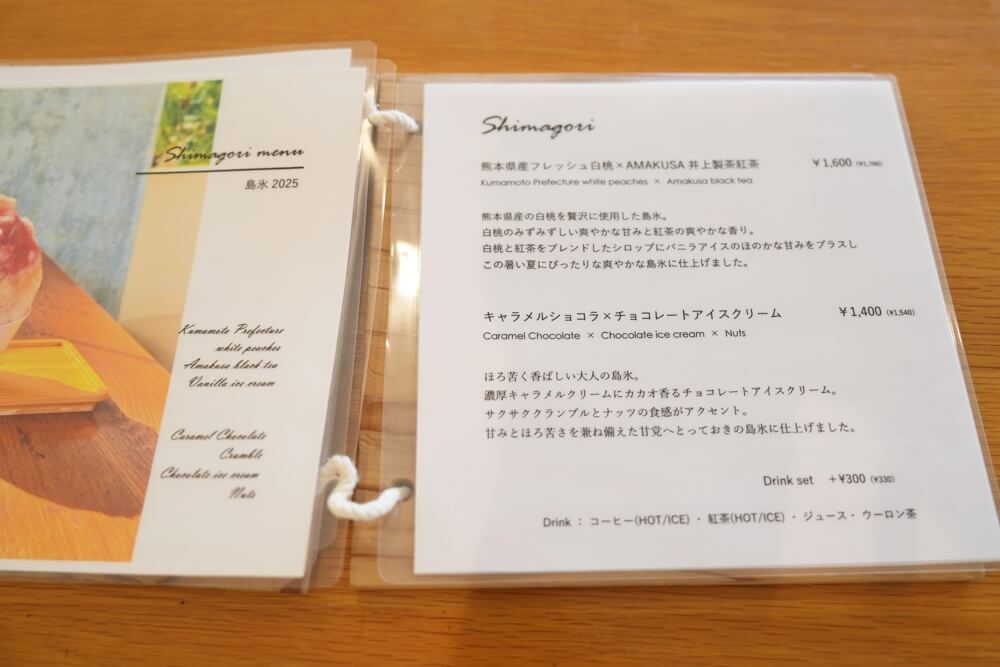 Shimagori menu
島氷 2025
Kumamoto Prefecture
white peaches
Amakusa black tea
Vanilla ice cream
Caramel Chocolate
Crumble
Chocolate ice cream
Nuts
Shimagori
熊本県産フレッシュ白桃×AMAKUSA 井上製茶紅茶 ¥1,600 (¥1,760)
Kumamoto Prefecture white peaches × Amakusa black tea
熊本県産の白桃を贅沢に使用した島氷。
白桃のみずみずしい爽やかな甘みと紅茶の爽やかな香り。
白桃と紅茶をブレンドしたシロップにバニラアイスのほのかな甘みをプラスし
この暑い夏にぴったりな爽やかな島氷に仕上げました。
キャラメルショコラ×チョコレートアイスクリーム ¥1,400 (¥1,540)
Caramel Chocolate × Chocolate ice cream × Nuts
ほろ苦く香ばしい大人の島氷。
濃厚キャラメルクリームにカカオ香るチョコレートアイスクリーム。
サクサククランブルとナッツの食感がアクセント。
甘みとほろ苦さを兼ね備えた甘党へとっておきの島氷に仕上げました。
Drink set +¥300 (¥330)
Drink : コーヒー(HOT/ICE) ・ 紅茶(HOT/ICE) ・ ジュース・ ウーロン茶